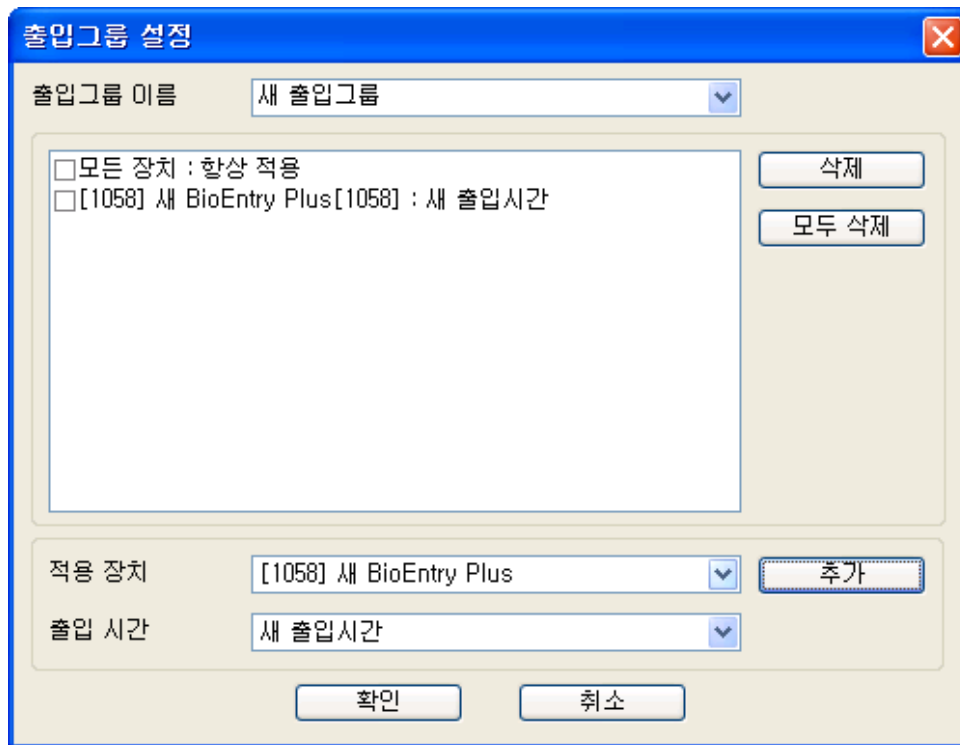 출입그룹 설정
출입그룹 이름 새 출입그룹
모든 장치 : 항상 적용
[1058] 새 BioEntry Plus[1058] : 새 출입시간
삭제
모두 삭제
적용 장치 [1058] 새 BioEntry Plus 추가
출입 시간 새 출입시간
확인 취소